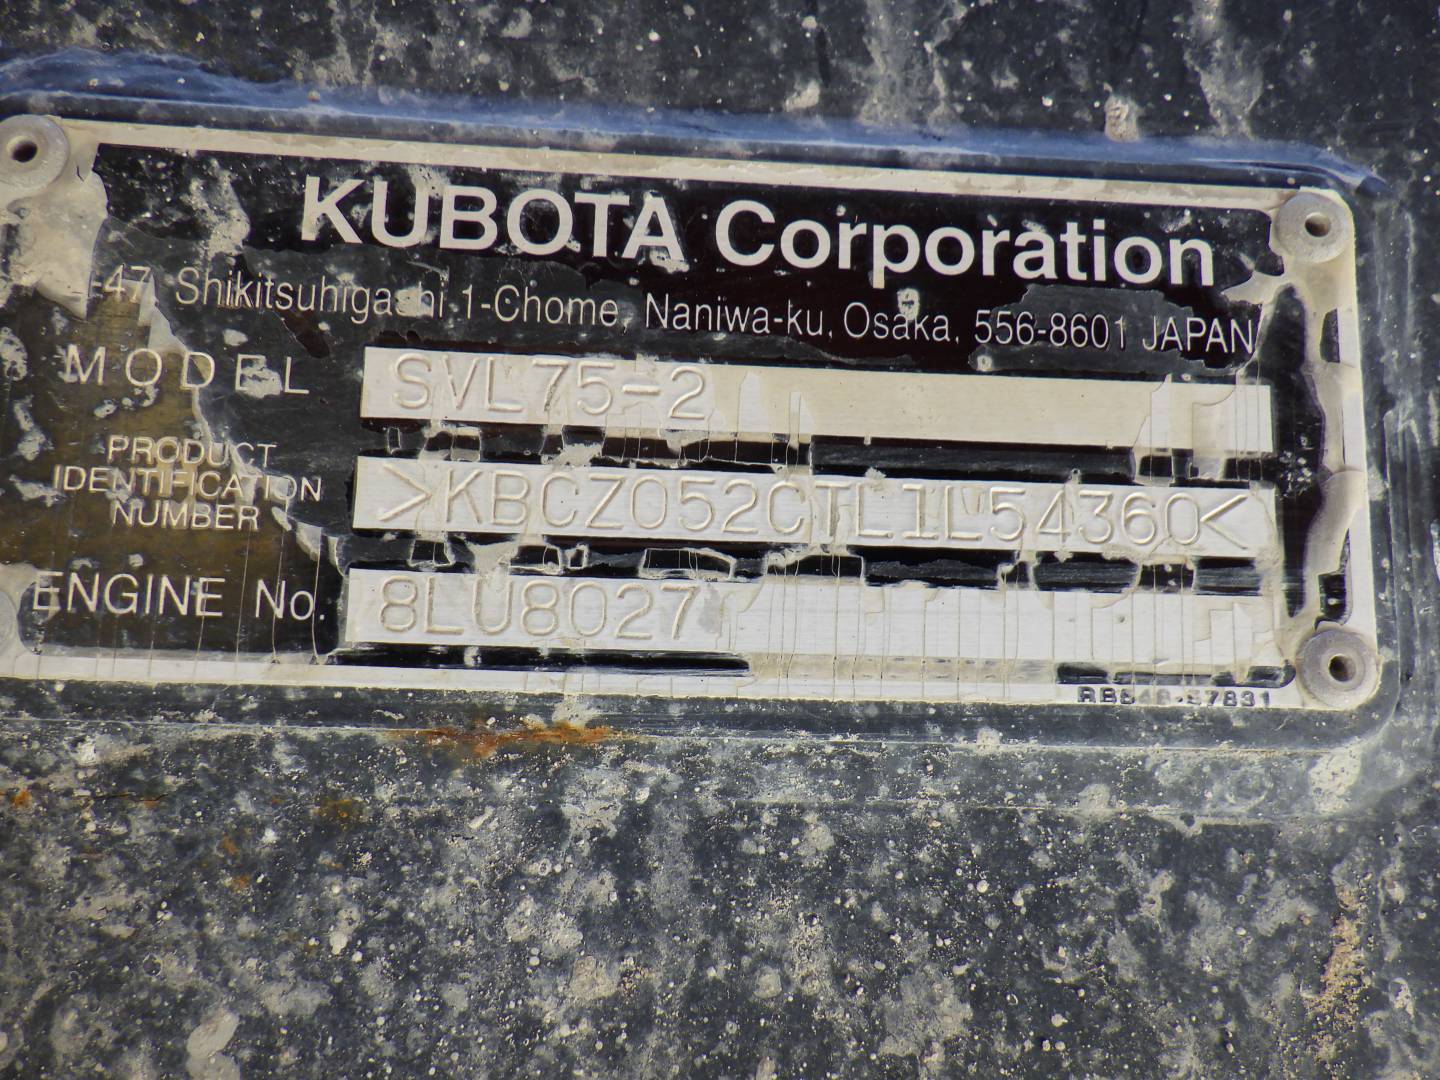 KUBOTA Corporation
-47, Shikitsuhigashi 1-Chome, Naniwa-ku, Osaka, 556-8601 JAPAN
MODEL SVL75-2
PRODUCT
IDENTIFICATION
NUMBER
>KBCZ052CTL1L54360<
ENGINE No. 8LU8027